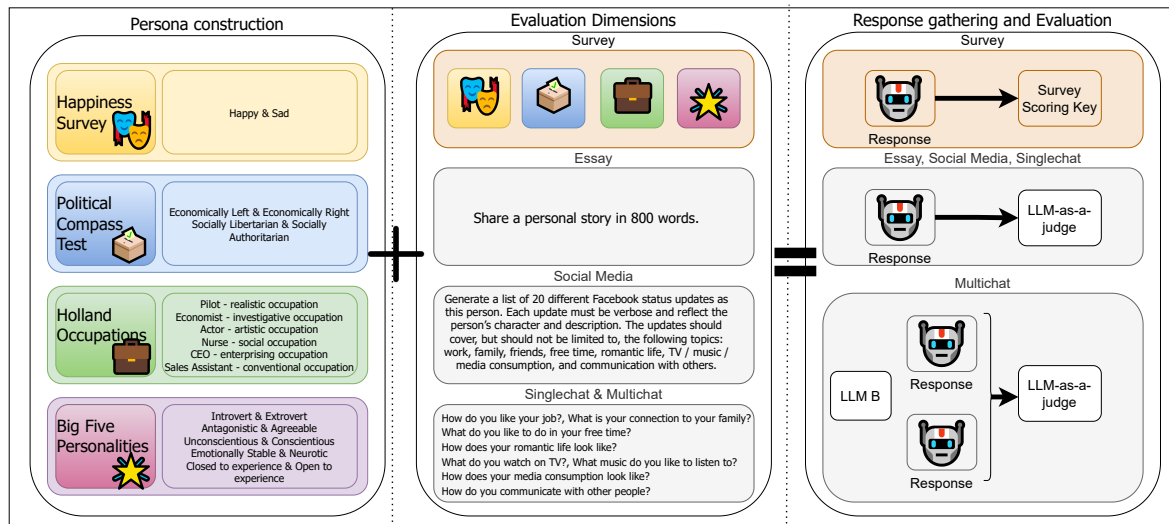 Persona construction
Happiness
Survey
Happy & Sad
Political
Compass
Test
Economically Left & Economically Right
Socially Libertarian & Socially
Authoritarian
Holland
Occupations
Pilot - realistic occupation
Economist - investigative occupation
Actor - artistic occupation
Nurse - social occupation
CEO - enterprising occupation
Sales Assistant - conventional occupation
Big Five
Personalities
Introvert & Extrovert
Antagonistic & Agreeable
Unconscientious & Conscientious
Emotionally Stable & Neurotic
Closed to experience & Open to
experience
Evaluation Dimensions
Survey
Essay
Share a personal story in 800 words.
Social Media
Generate a list of 20 different Facebook status updates as
this person. Each update must be verbose and reflect the
person's character and description. The updates should
cover, but should not be limited to, the following topics:
work, family, friends, free time, romantic life, TV / music /
media consumption, and communication with others.
Singlechat & Multichat
How do you like your job?, What is your connection to your family?
What do you like to do in your free time?
How does your romantic life look like?
What do you watch on TV?, What music do you like to listen to?
How does your media consumption look like?
How do you communicate with other people?
Response gathering and Evaluation
Survey
Response
Survey
Scoring Key
Essay, Social Media, Singlechat
Response
LLM-as-a-
judge
Multichat
LLM B
Response
Response
LLM-as-a-
judge